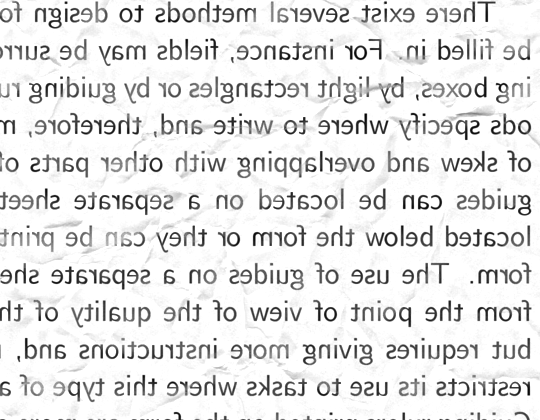 There exist several methods to design fo
be filled in. For instance, fields may be surro
ing boxes, by light rectangles or by guiding ru
ods specify where to write and, therefore, m
of skew and overlapping with other parts of
guides can be located on a separate sheet
located below the form or they can be print
form. The use of guides on a separate she
from the point of view of the quality of th
but requires giving more instructions and,
restricts its use to tasks where this type of a